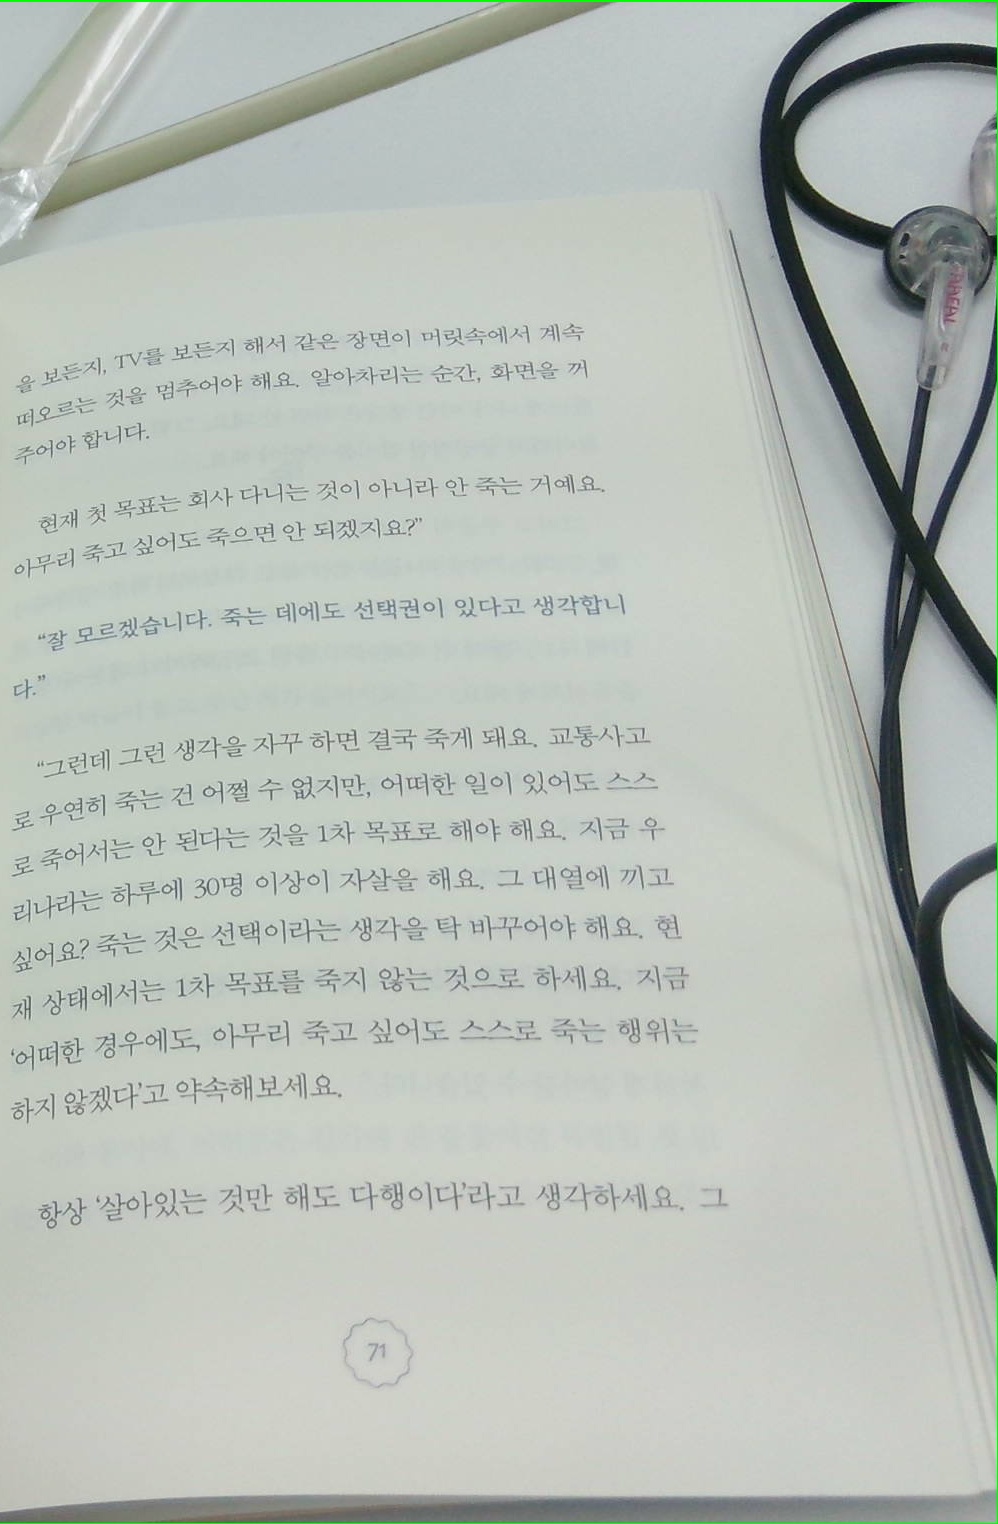 을 보든지, TV를 보든지 해서 같은 장면이 머릿속에서 계속
떠오르는 것을 멈추어야 해요. 알아차리는 순간, 화면을 꺼
주어야 합니다.
현재 첫 목표는 회사 다니는 것이 아니라 안 죽는 거예요.
아무리 죽고 싶어도 죽으면 안 되겠지요?”
“잘 모르겠습니다. 죽는 데에도 선택권이 있다고 생각합니
다.”
“그런데 그런 생각을 자꾸 하면 결국 죽게 돼요. 교통사고
로 우연히 죽는 건 어쩔 수 없지만, 어떠한 일이 있어도 스스
로 죽어서는 안 된다는 것을 1차 목표로 해야 해요. 지금 우
리나라는 하루에 30명 이상이 자살을 해요. 그 대열에 끼고
싶어요? 죽는 것은 선택이라는 생각을 탁 바꾸어야 해요. 현
재 상태에서는 1차 목표를 죽지 않는 것으로 하세요. 지금
‘어떠한 경우에도, 아무리 죽고 싶어도 스스로 죽는 행위는
하지 않겠다’고 약속해보세요.
항상 ‘살아있는 것만 해도 다행이다’라고 생각하세요. 그
71